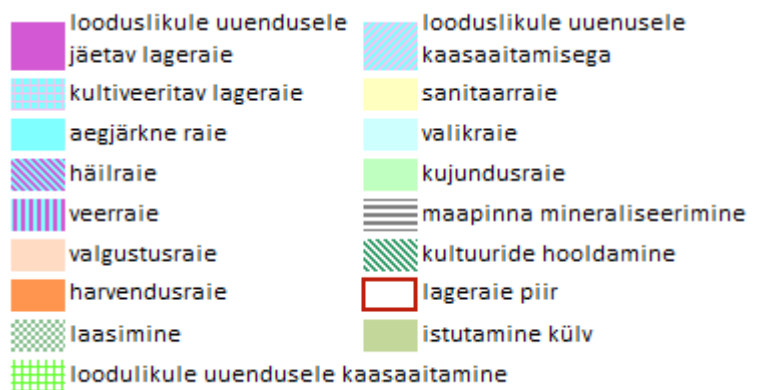 looduslikule uuendusele
jäetav lageraie
looduslikule uuenusele
kaasaaitamisega
kultiveeritav lageraie
sanitaarraie
aegjärkne raie
valikraie
häilraie
kujundusraie
veerraie
maapinna mineraliseerimine
valgustusraie
kultuuride hooldamine
harvendusraie
lageraie piir
laasimine
istutamine külv
loodulikule uuendusele kaasaaitamine